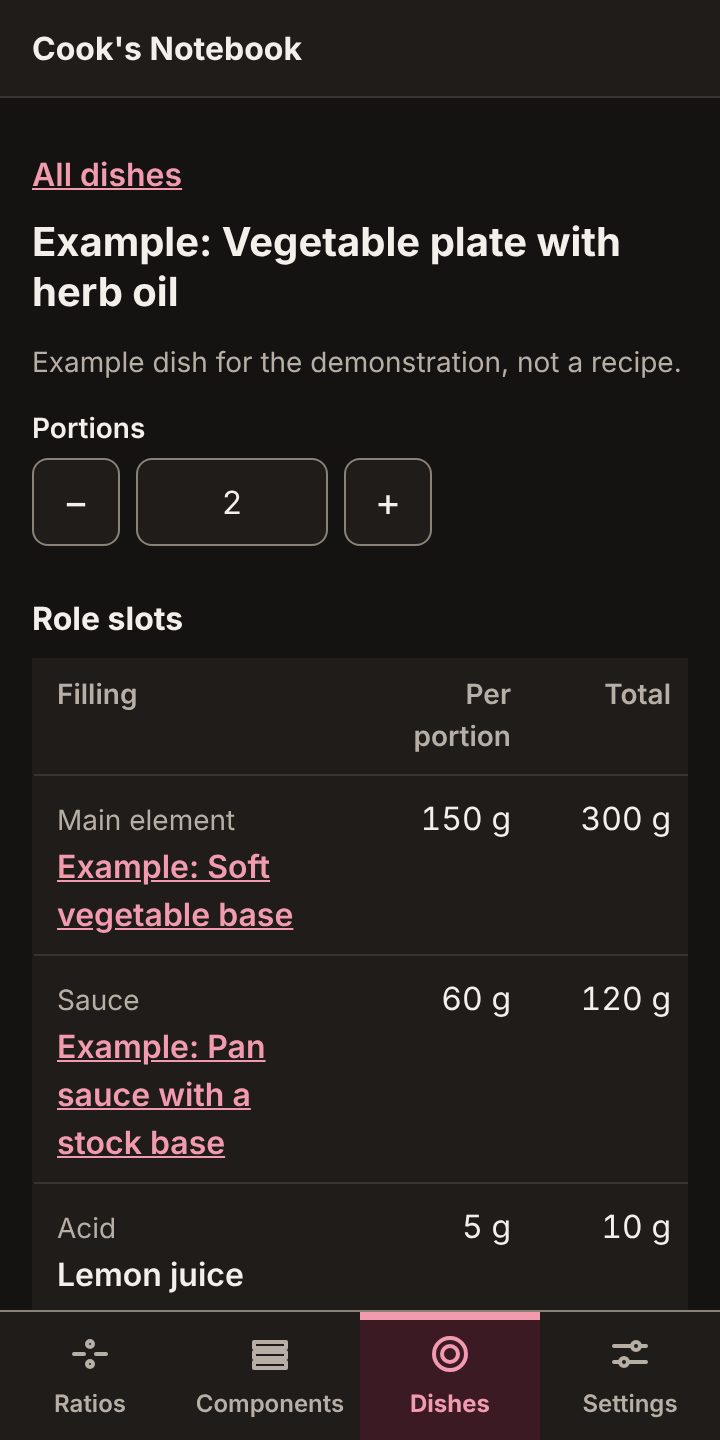 Cook's Notebook
All dishes
Example: Vegetable plate with
herb oil
Example dish for the demonstration, not a recipe.
Portions
− 2 +
Role slots
Filling Per portion Total
Main element 150 g 300 g
Example: Soft
vegetable base
Sauce 60 g 120 g
Example: Pan
sauce with a
stock base
Acid 5 g 10 g
Lemon juice
Ratios Components Dishes Settings